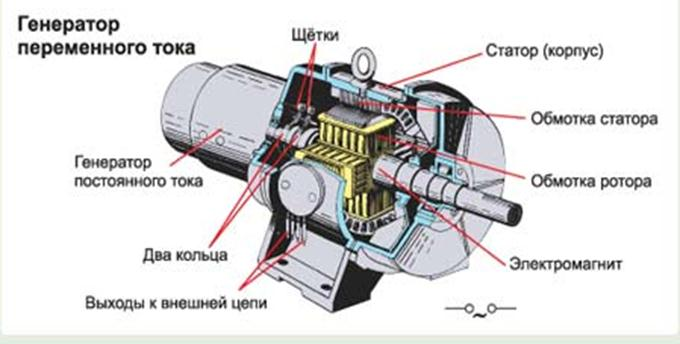 Генератор
переменного тока
Щётки
Статор (корпус)
Обмотка статора
Генератор
постоянного тока
Обмотка ротора
Два кольца
Электромагнит
Выходы к внешней цепи
~